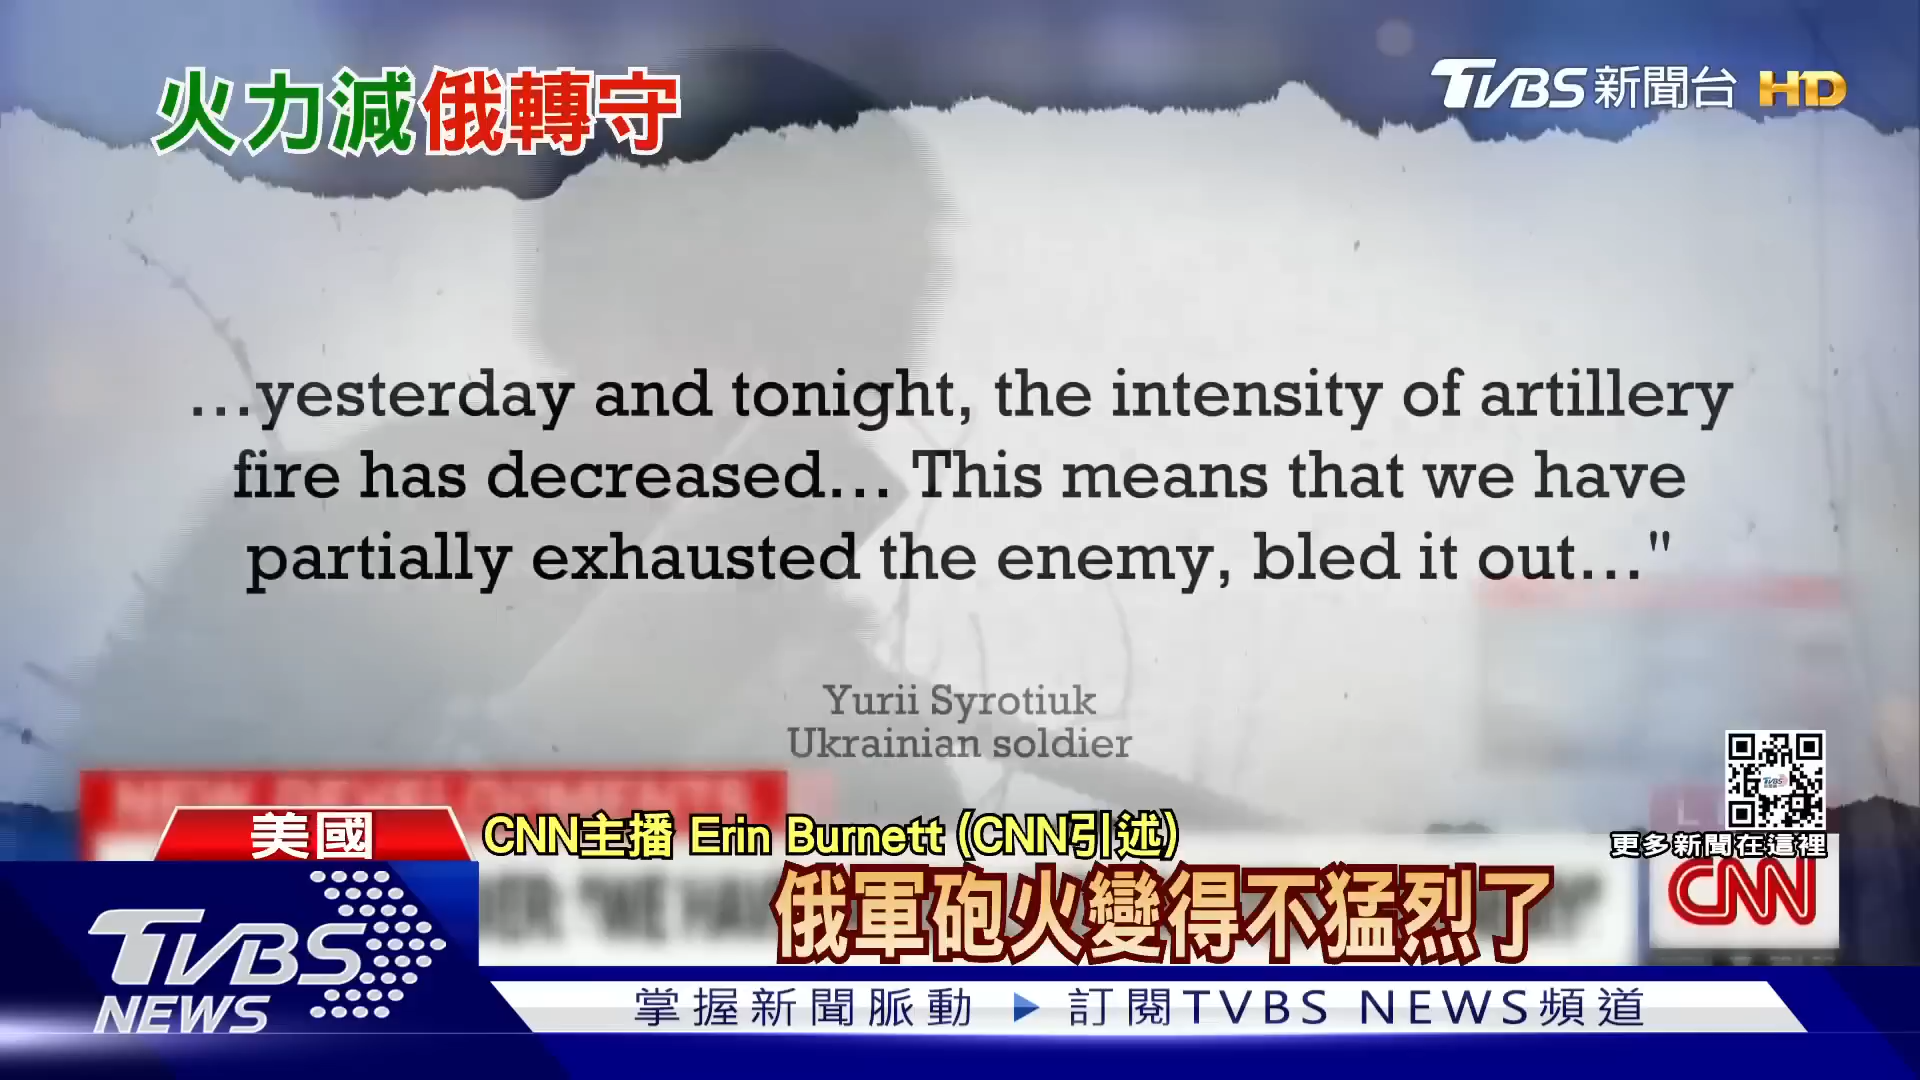 火力減俄轉守
TVBS新聞台 HD
...yesterday and tonight, the intensity of artillery
fire has decreased... This means that we have
partially exhausted the enemy, bled it out..."
Yurii Syrotiuk
Ukrainian soldier
NEW DEVELOPMENTS
更多新聞在這裡
美國
CNN主播 Erin Burnett (CNN引述)
俄軍砲火變得不猛烈了
CNN
TVBS
NEWS
掌握新聞脈動 ▶ 訂閱TVBS NEWS頻道